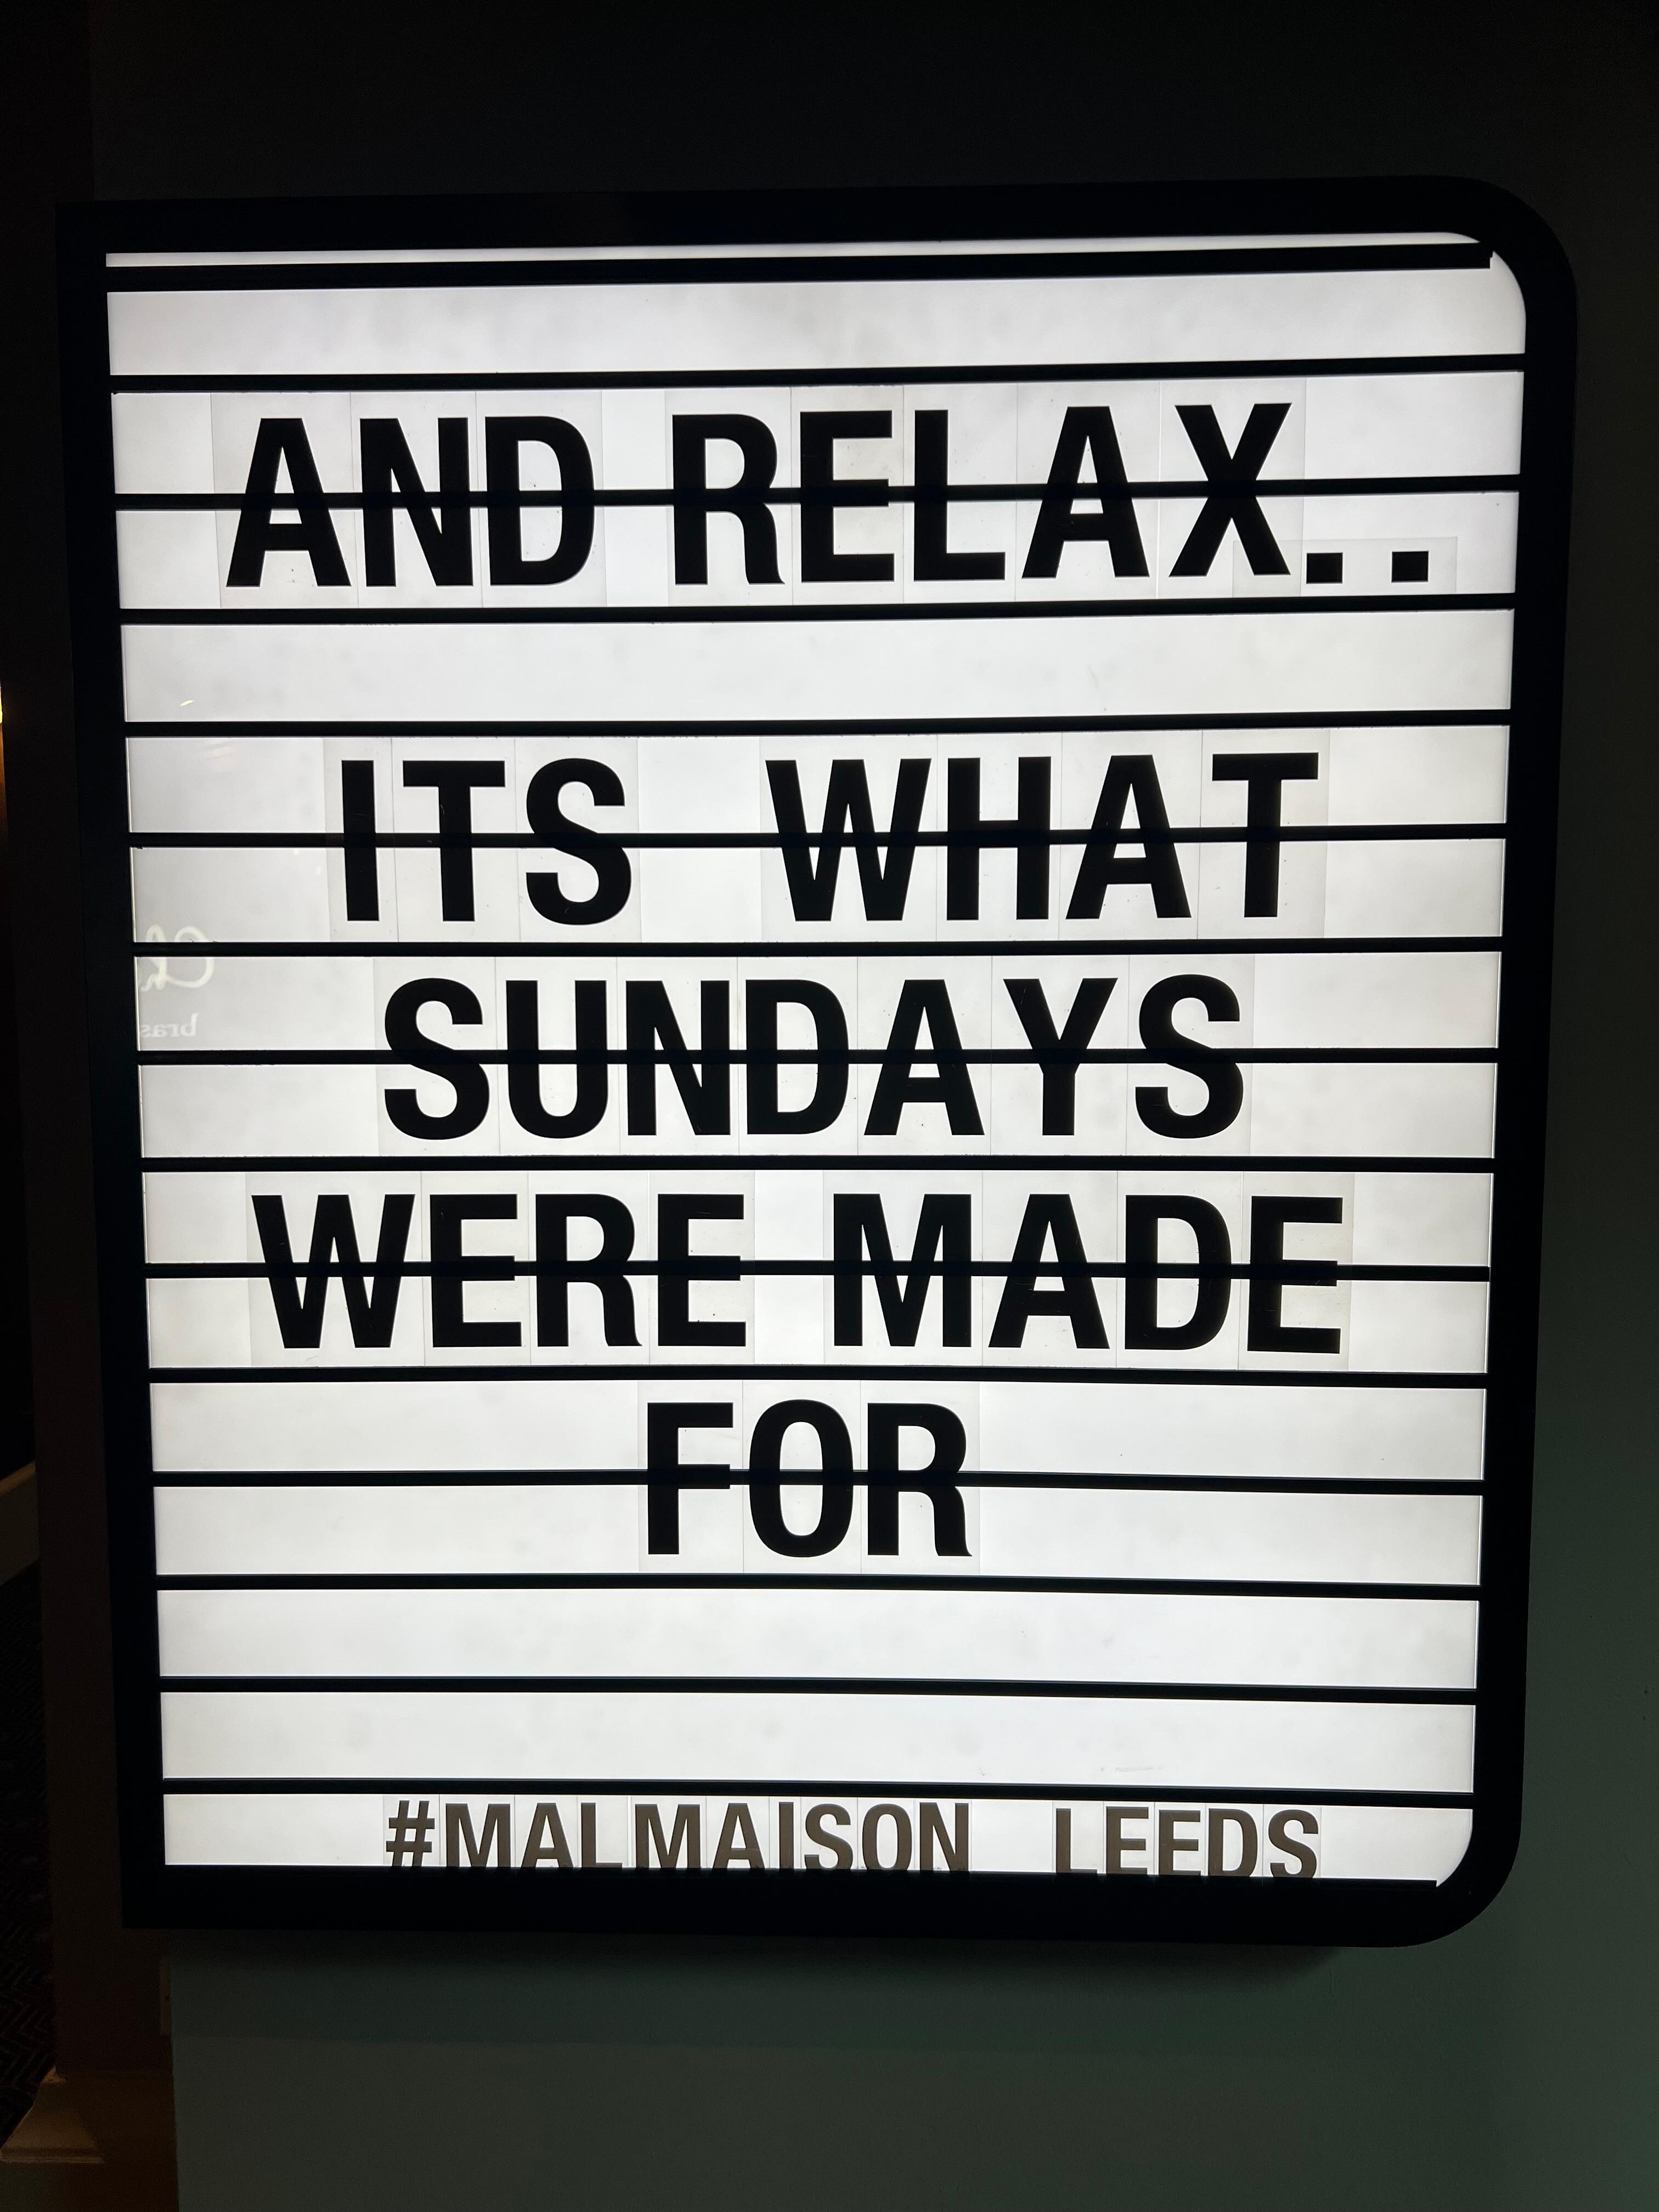 AND RELAX..
ITS WHAT
SUNDAYS
WERE MADE
FOR
#MALMAISON LEEDS